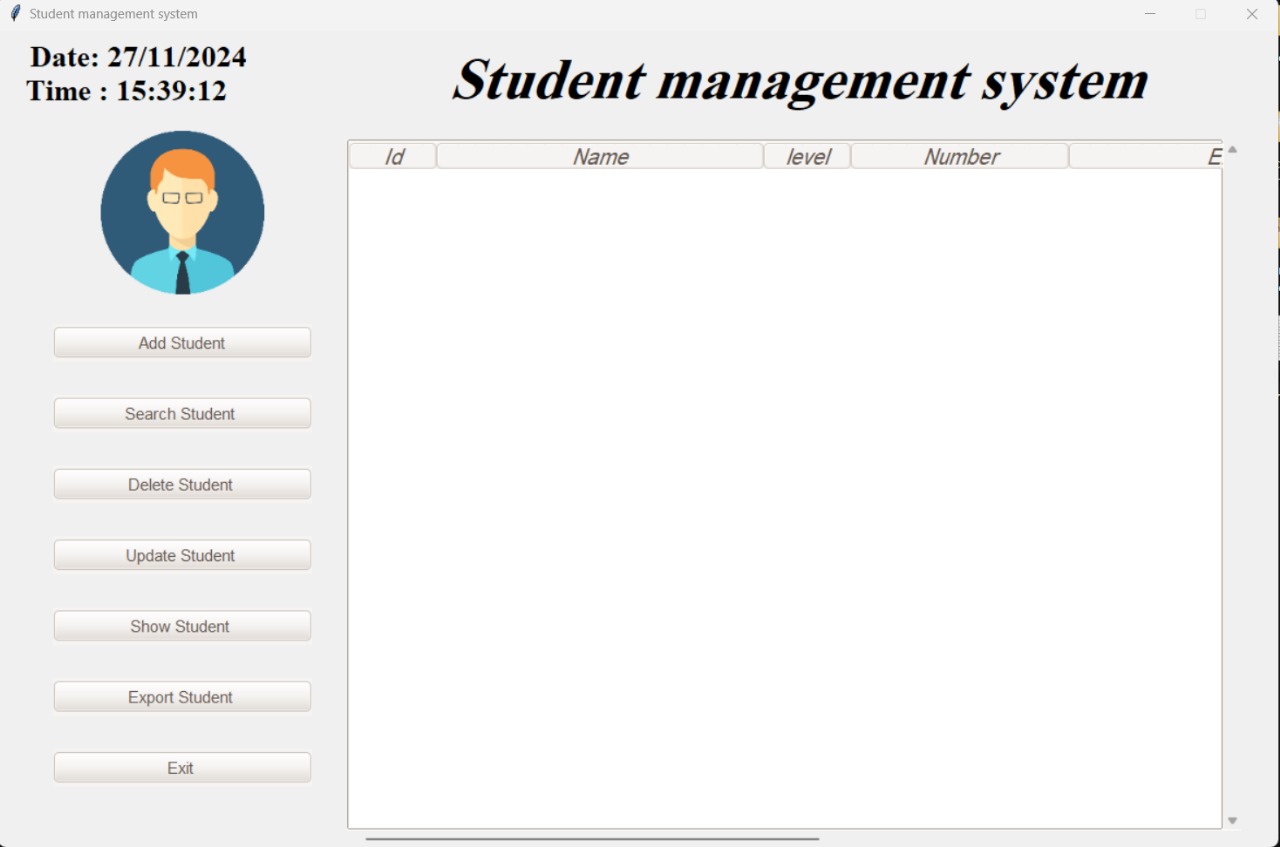 Student management system
Date: 27/11/2024
Time : 15:39:12
Student management system
Id Name level Number E
Add Student
Search Student
Delete Student
Update Student
Show Student
Export Student
Exit